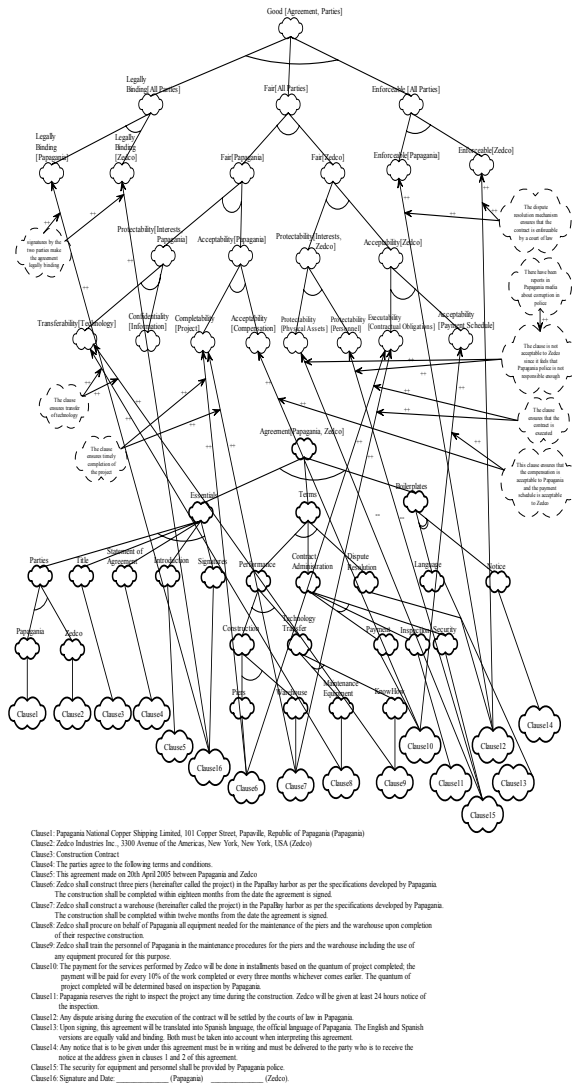 Good [Agreement, Parties]
Legally
Binding[All Parties]
Fair[All Parties]
Enforceable [All Parties]
Legally
Binding
[Papagania]
Legally
Binding
[Zedco]
Fair[Papagania]
Fair[Zedco]
Enforceable[Papagania]
Enforceable[Zedco]
signatures by the
two parties make
the agreement
legally binding
The dispute
resolution mechanism
ensures that the
contract is enforceable
by a court of law
Protectability[Interests,
Papagania]
Acceptability[Papagania]
Protectability[Interests,
Zedco]
Acceptability[Zedco]
There have been
reports in
Papagania media
about corruption in
police
Transferability[Technology]
Confidentiality
[Information]
Completability
[Project]
Acceptability
[Compensation]
Protectability
[Physical Assets]
Protectability
[Personnel]
Executability
[Contractual Obligations]
Acceptability
[Payment Schedule]
The clause is not
acceptable to Zedco
since it feels that
Papagania police is not
responsible enough
The clause
ensures transfer
of technology
The clause
ensures that the
contract is
executed
The clause
ensures timely
completion of
the project
Agreement[Papagania, Zedco]
This clause ensures that
the compensation is
acceptable to Papagania
and the payment
schedule is acceptable
to Zedco
Essentials
Terms
Boilerplates
Parties
Title
Statement of
Agreement
Introduction
Signatures
Performance
Contract
Administration
Dispute
Resolution
Language
Notice
Papagania
Zedco
Construction
Technology
Transfer
Payment
Inspection
Security
Piers
Warehouse
Maintenance
Equipment
KnowHow
Clause1
Clause2
Clause3
Clause4
Clause5
Clause16
Clause6
Clause7
Clause8
Clause9
Clause10
Clause11
Clause12
Clause13
Clause14
Clause15
Clause1: Papagania National Copper Shipping Limited, 101 Copper Street, Papaville, Republic of Papagania (Papagania)
Clause2: Zedco Industries Inc., 3300 Avenue of the Americas, New York, New York, USA (Zedco)
Clause3: Construction Contract
Clause4: The parties agree to the following terms and conditions.
Clause5: This agreement made on 20th April 2005 between Papagania and Zedco
Clause6: Zedco shall construct three piers (hereinafter called the project) in the PapaBay harbor as per the specifications developed by Papagania.
The construction shall be completed within eighteen months from the date the agreement is signed.
Clause7: Zedco shall construct a warehouse (hereinafter called the project) in the PapaBay harbor as per the specifications developed by Papagania.
The construction shall be completed within twelve months from the date the agreement is signed.
Clause8: Zedco shall procure on behalf of Papagania all equipment needed for the maintenance of the piers and the warehouse upon completion
of their respective construction.
Clause9: Zedco shall train the personnel of Papagania in the maintenance procedures for the piers and the warehouse including the use of
any equipment procured for this purpose.
Clause10: The payment for the services performed by Zedco will be done in installments based on the quantum of project completed; the
payment will be paid for every 10% of the work completed or every three months whichever comes earlier. The quantum of
project completed will be determined based on inspection by Papagania.
Clause11: Papagania reserves the right to inspect the project any time during the construction. Zedco will be given at least 24 hours notice of
the inspection.
Clause12: Any dispute arising during the execution of the contract will be settled by the courts of law in Papagania.
Clause13: Upon signing, this agreement will be translated into Spanish language, the official language of Papagania. The English and Spanish
versions are equally valid and binding. Both must be taken into account when interpreting this agreement.
Clause14: Any notice that is to be given under this agreement must be in writing and must be delivered to the party who is to receive the
notice at the address given in clauses 1 and 2 of this agreement.
Clause15: The security for equipment and personnel shall be provided by Papagania police.
Clause16: Signature and Date: ______________ (Papagania) ______________ (Zedco).